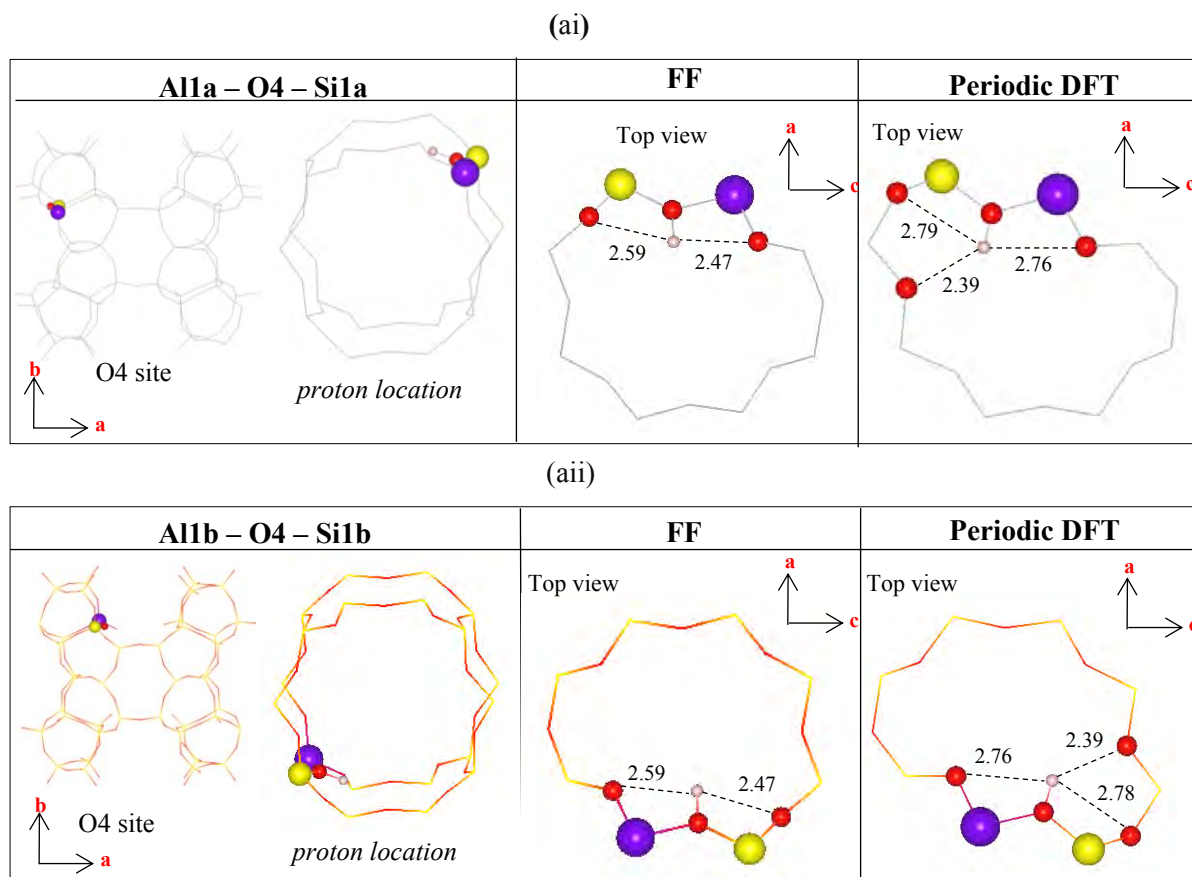 (ai)
Al1a – O4 – Si1a
FF
Periodic DFT
Top view
a
c
2.59
2.47
Top view
a
c
2.79
2.39
2.76
b
a
O4 site
proton location
(aii)
Al1b – O4 – Si1b
FF
Periodic DFT
Top view
a
c
2.59
2.47
Top view
a
c
2.76
2.39
2.78
b
a
O4 site
proton location